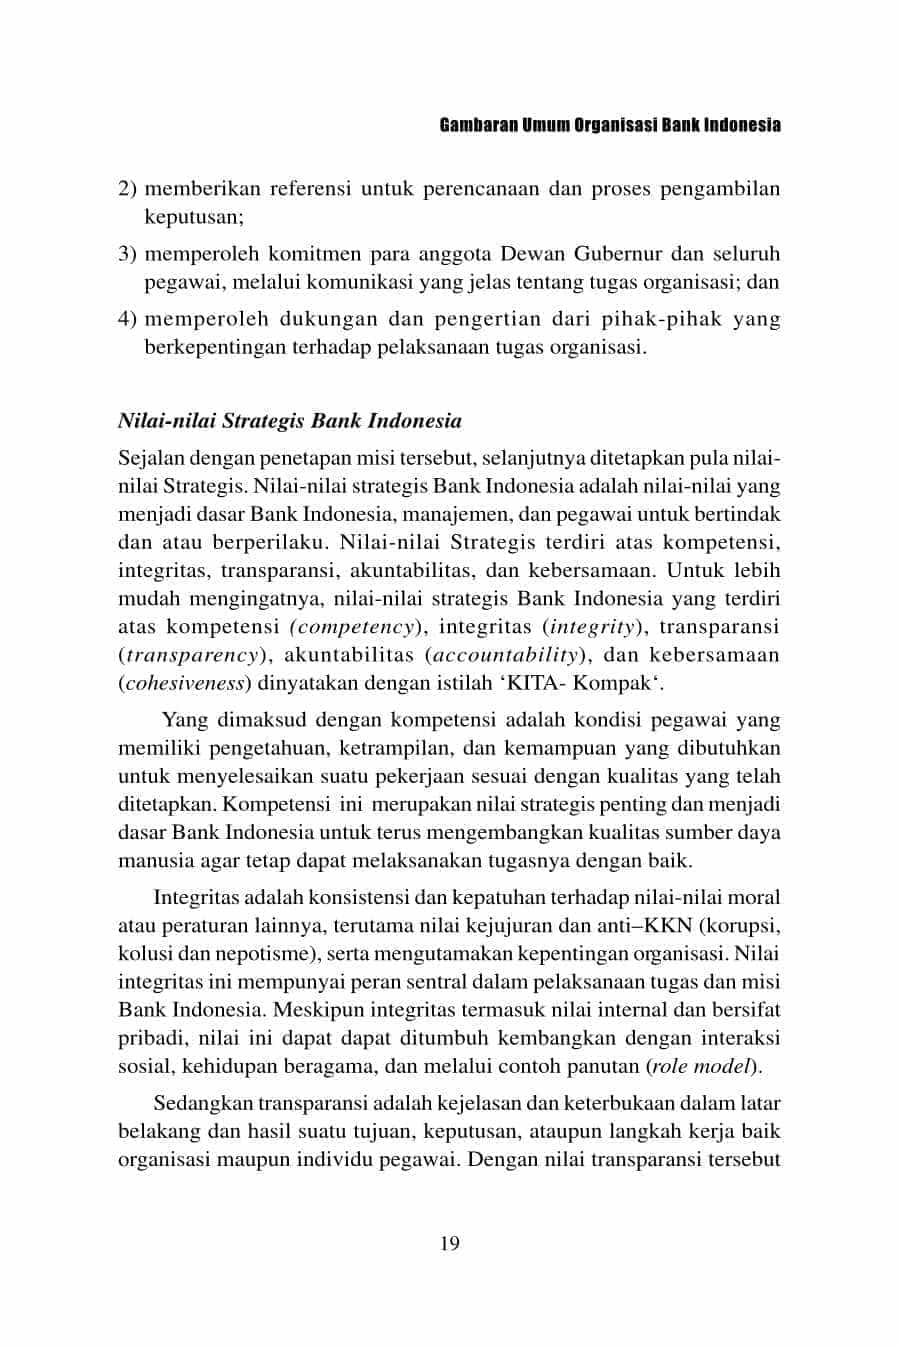 Gambaran Umum Organisasi Bank Indonesia
2) memberikan referensi untuk perencanaan dan proses pengambilan
keputusan;
3) memperoleh komitmen para anggota Dewan Gubernur dan seluruh
pegawai, melalui komunikasi yang jelas tentang tugas organisasi; dan
4) memperoleh dukungan dan pengertian dari pihak-pihak yang
berkepentingan terhadap pelaksanaan tugas organisasi.
Nilai-nilai Strategis Bank Indonesia
Sejalan dengan penetapan misi tersebut, selanjutnya ditetapkan pula nilai-
nilai Strategis. Nilai-nilai strategis Bank Indonesia adalah nilai-nilai yang
menjadi dasar Bank Indonesia, manajemen, dan pegawai untuk bertindak
dan atau berperilaku. Nilai-nilai Strategis terdiri atas kompetensi,
integritas, transparansi, akuntabilitas, dan kebersamaan. Untuk lebih
mudah mengingatnya, nilai-nilai strategis Bank Indonesia yang terdiri
atas kompetensi (competency), integritas (integrity), transparansi
(transparency), akuntabilitas (accountability), dan kebersamaan
(cohesiveness) dinyatakan dengan istilah ‘KITA- Kompak‘.
Yang dimaksud dengan kompetensi adalah kondisi pegawai yang
memiliki pengetahuan, ketrampilan, dan kemampuan yang dibutuhkan
untuk menyelesaikan suatu pekerjaan sesuai dengan kualitas yang telah
ditetapkan. Kompetensi ini merupakan nilai strategis penting dan menjadi
dasar Bank Indonesia untuk terus mengembangkan kualitas sumber daya
manusia agar tetap dapat melaksanakan tugasnya dengan baik.
Integritas adalah konsistensi dan kepatuhan terhadap nilai-nilai moral
atau peraturan lainnya, terutama nilai kejujuran dan anti–KKN (korupsi,
kolusi dan nepotisme), serta mengutamakan kepentingan organisasi. Nilai
integritas ini mempunyai peran sentral dalam pelaksanaan tugas dan misi
Bank Indonesia. Meskipun integritas termasuk nilai internal dan bersifat
pribadi, nilai ini dapat dapat ditumbuh kembangkan dengan interaksi
sosial, kehidupan beragama, dan melalui contoh panutan (role model).
Sedangkan transparansi adalah kejelasan dan keterbukaan dalam latar
belakang dan hasil suatu tujuan, keputusan, ataupun langkah kerja baik
organisasi maupun individu pegawai. Dengan nilai transparansi tersebut
19